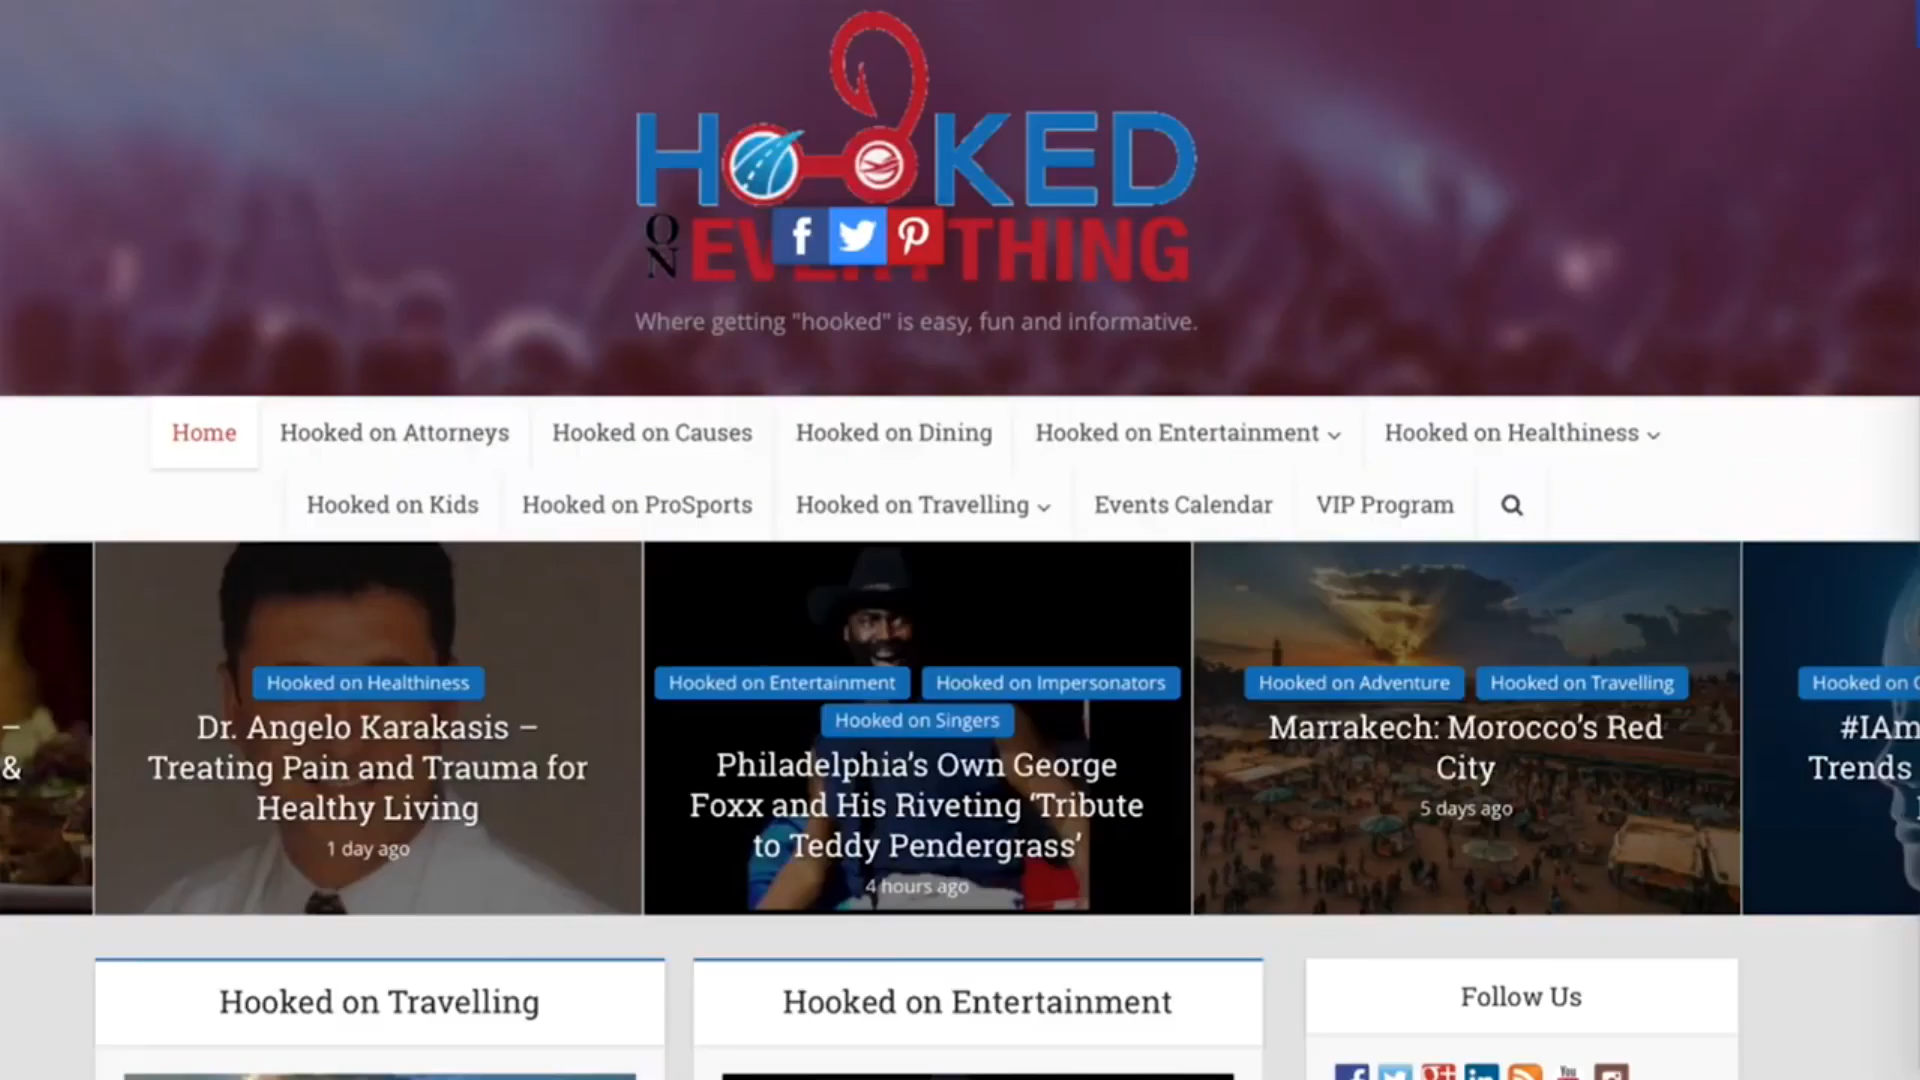 HOOKED
ON
THING
Where getting "hooked" is easy, fun and informative.
Home
Hooked on Attorneys
Hooked on Causes
Hooked on Dining
Hooked on Entertainment
Hooked on Healthiness
Hooked on Kids
Hooked on ProSports
Hooked on Travelling
Events Calendar
VIP Program
–
&
Hooked on Healthiness
Dr. Angelo Karakasis –
Treating Pain and Trauma for
Healthy Living
1 day ago
Hooked on Entertainment
Hooked on Impersonators
Hooked on Singers
Philadelphia’s Own George
Foxx and His Riveting ‘Tribute
to Teddy Pendergrass’
4 hours ago
Hooked on Adventure
Hooked on Travelling
Marrakech: Morocco’s Red
City
5 days ago
Hooked on
#IAm
Trends
Hooked on Travelling
Hooked on Entertainment
Follow Us
You